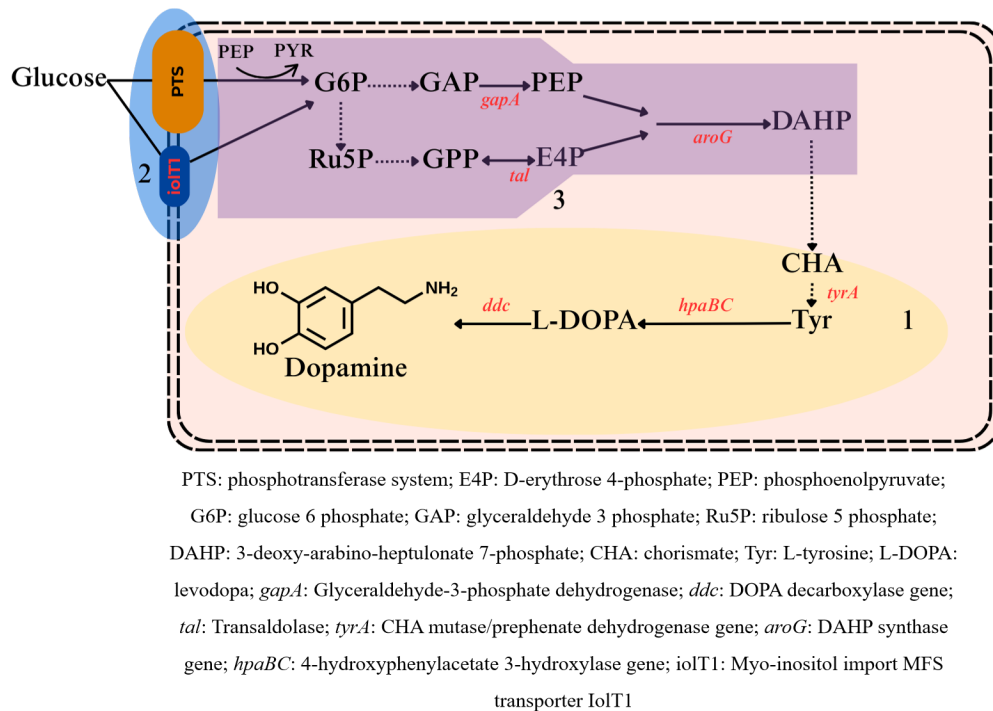 PEP PYR
Glucose
PTS
G6P GAP PEP
gapA
DAHP
aroG
2
iolT1
Ru5P GPP E4P
tal
3
CHA
tyrA
HO
NH2
ddc
hpaBC
L-DOPA
Tyr
1
HO
Dopamine
PTS: phosphotransferase system; E4P: D-erythrose 4-phosphate; PEP: phosphoenolpyruvate;
G6P: glucose 6 phosphate; GAP: glyceraldehyde 3 phosphate; Ru5P: ribulose 5 phosphate;
DAHP: 3-deoxy-arabino-heptulonate 7-phosphate; CHA: chorismate; Tyr: L-tyrosine; L-DOPA:
levodopa; gapA: Glyceraldehyde-3-phosphate dehydrogenase; ddc: DOPA decarboxylase gene;
tal: Transaldolase; tyrA: CHA mutase/prephenate dehydrogenase gene; aroG: DAHP synthase
gene; hpaBC: 4-hydroxyphenylacetate 3-hydroxylase gene; iolT1: Myo-inositol import MFS
transporter IolT1